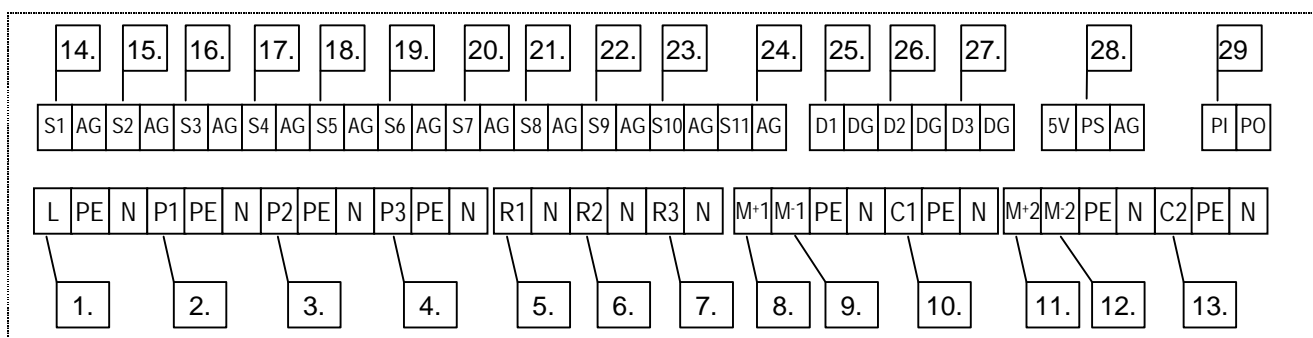 14. 15. 16. 17. 18. 19. 20. 21. 22. 23. 24. 25. 26. 27. 28. 29
S1 AG S2 AG S3 AG S4 AG S5 AG S6 AG S7 AG S8 AG S9 AG S10 AG S11 AG D1 DG D2 DG D3 DG 5V PS AG PI PO
L PE N P1 PE N P2 PE N P3 PE N R1 N R2 N R3 N M+1 M-1 PE N C1 PE N M+2 M-2 PE N C2 PE N
1. 2. 3. 4. 5. 6. 7. 8. 9. 10. 11. 12. 13.